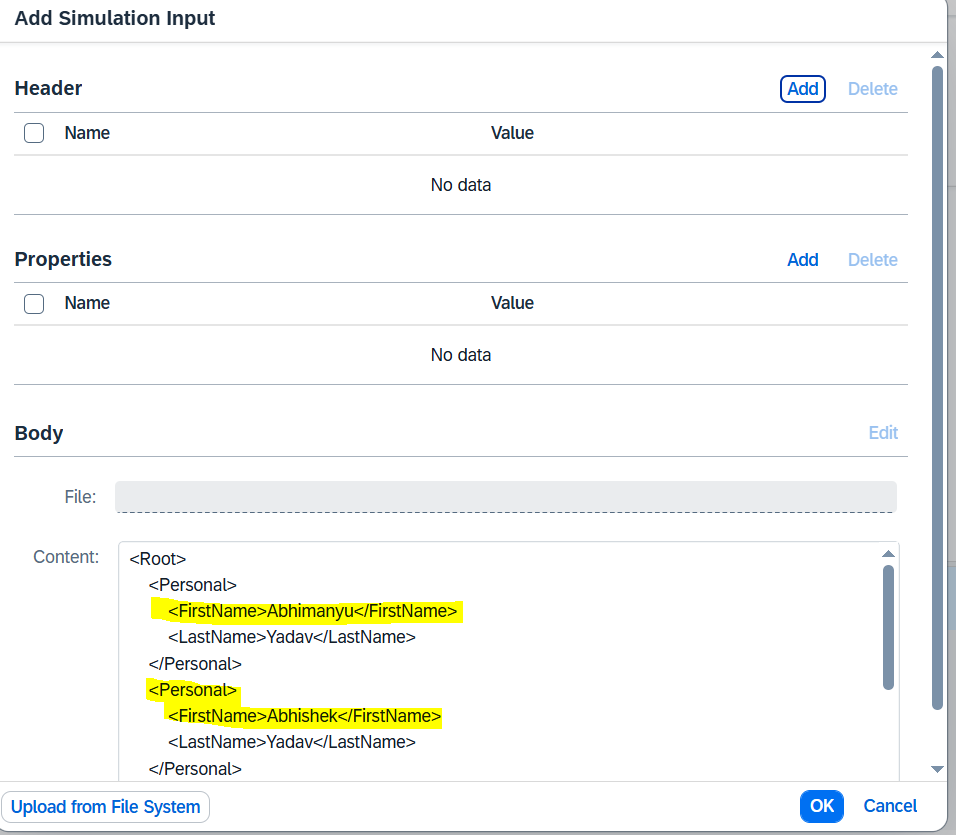 Add Simulation Input
Header
Add Delete
Name Value
No data
Properties
Add Delete
Name Value
No data
Body
Edit
File:
Content:
<Root>
<Personal>
<FirstName>Abhimanyu</FirstName>
<LastName>Yadav</LastName>
</Personal>
<Personal>
<FirstName>Abhishek</FirstName>
<LastName>Yadav</LastName>
</Personal>
Upload from File System
OK Cancel